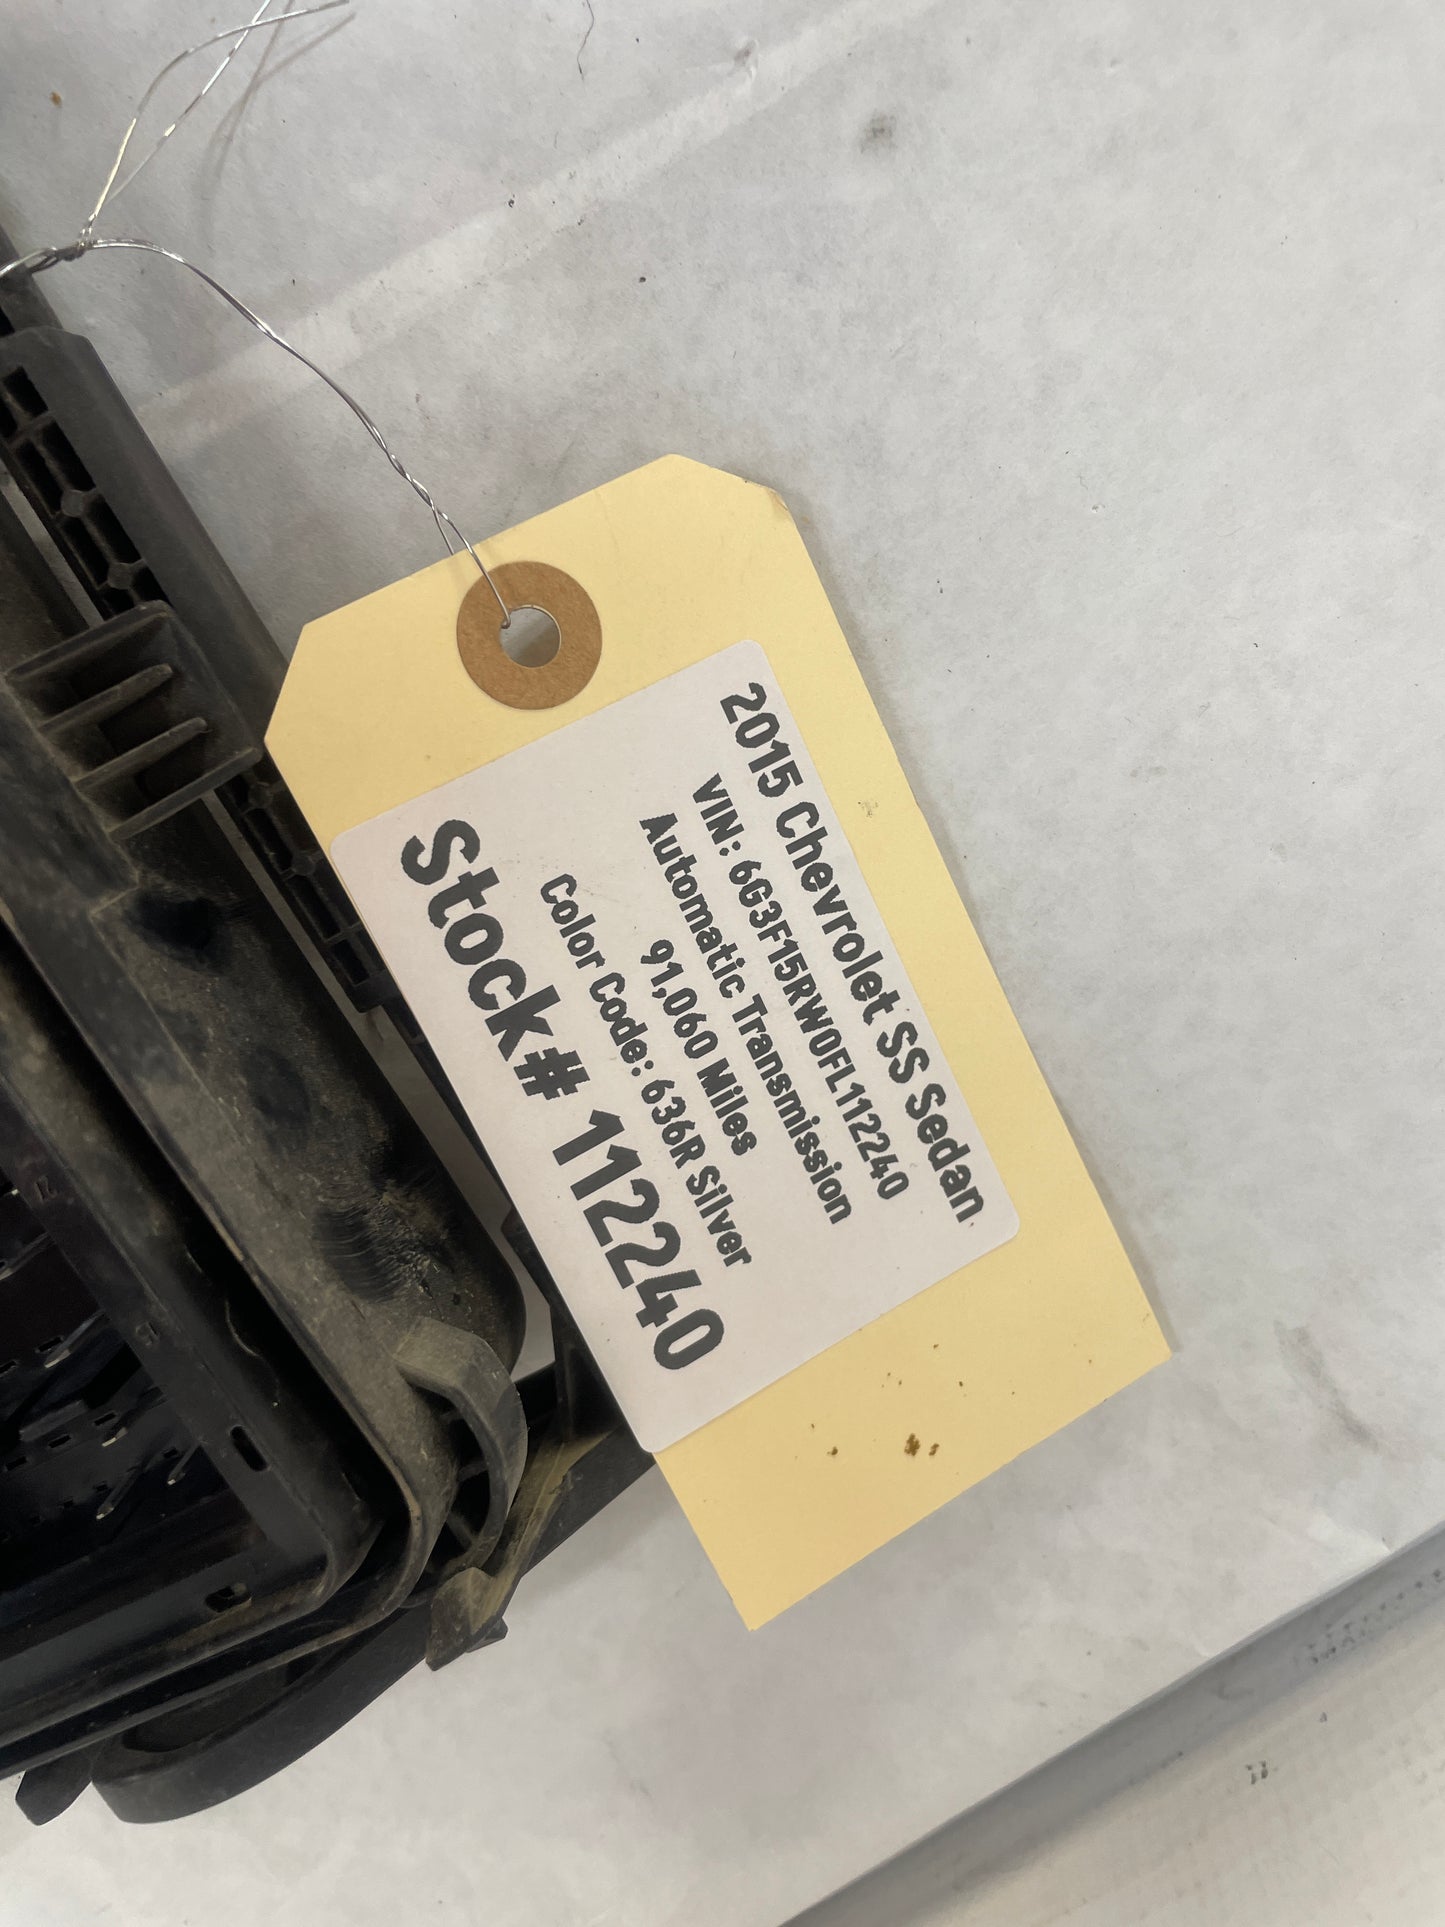 2015 Chevrolet SS Sedan
VIN: 6G3F15RW0FL112240
Automatic Transmission
91,060 Miles
Color Code: 636R Silver
Stock# 112240